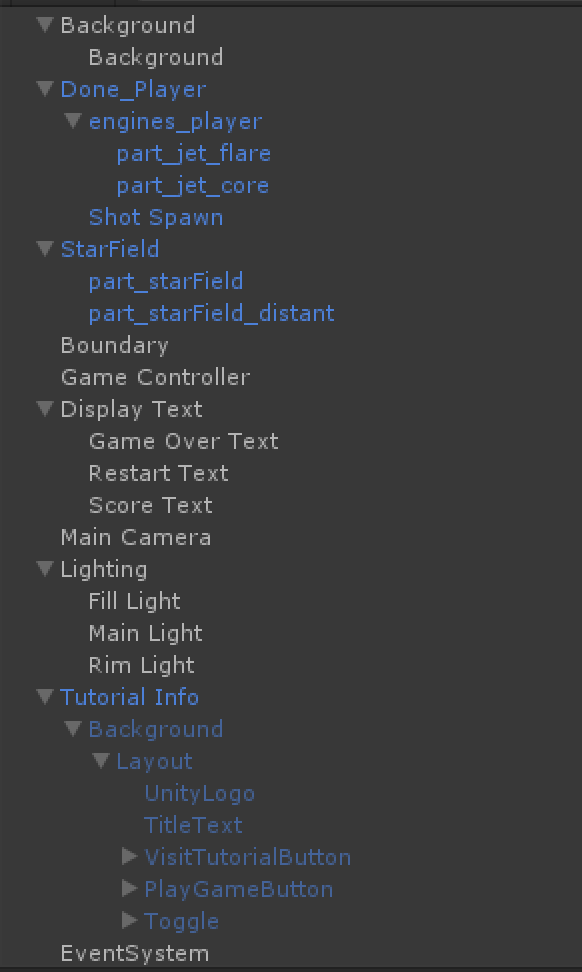 Background
Background
Done_Player
engines_player
part_jet_flare
part_jet_core
Shot Spawn
StarField
part_starField
part_starField_distant
Boundary
Game Controller
Display Text
Game Over Text
Restart Text
Score Text
Main Camera
Lighting
Fill Light
Main Light
Rim Light
Tutorial Info
Background
Layout
UnityLogo
TitleText
VisitTutorialButton
PlayGameButton
Toggle
EventSystem